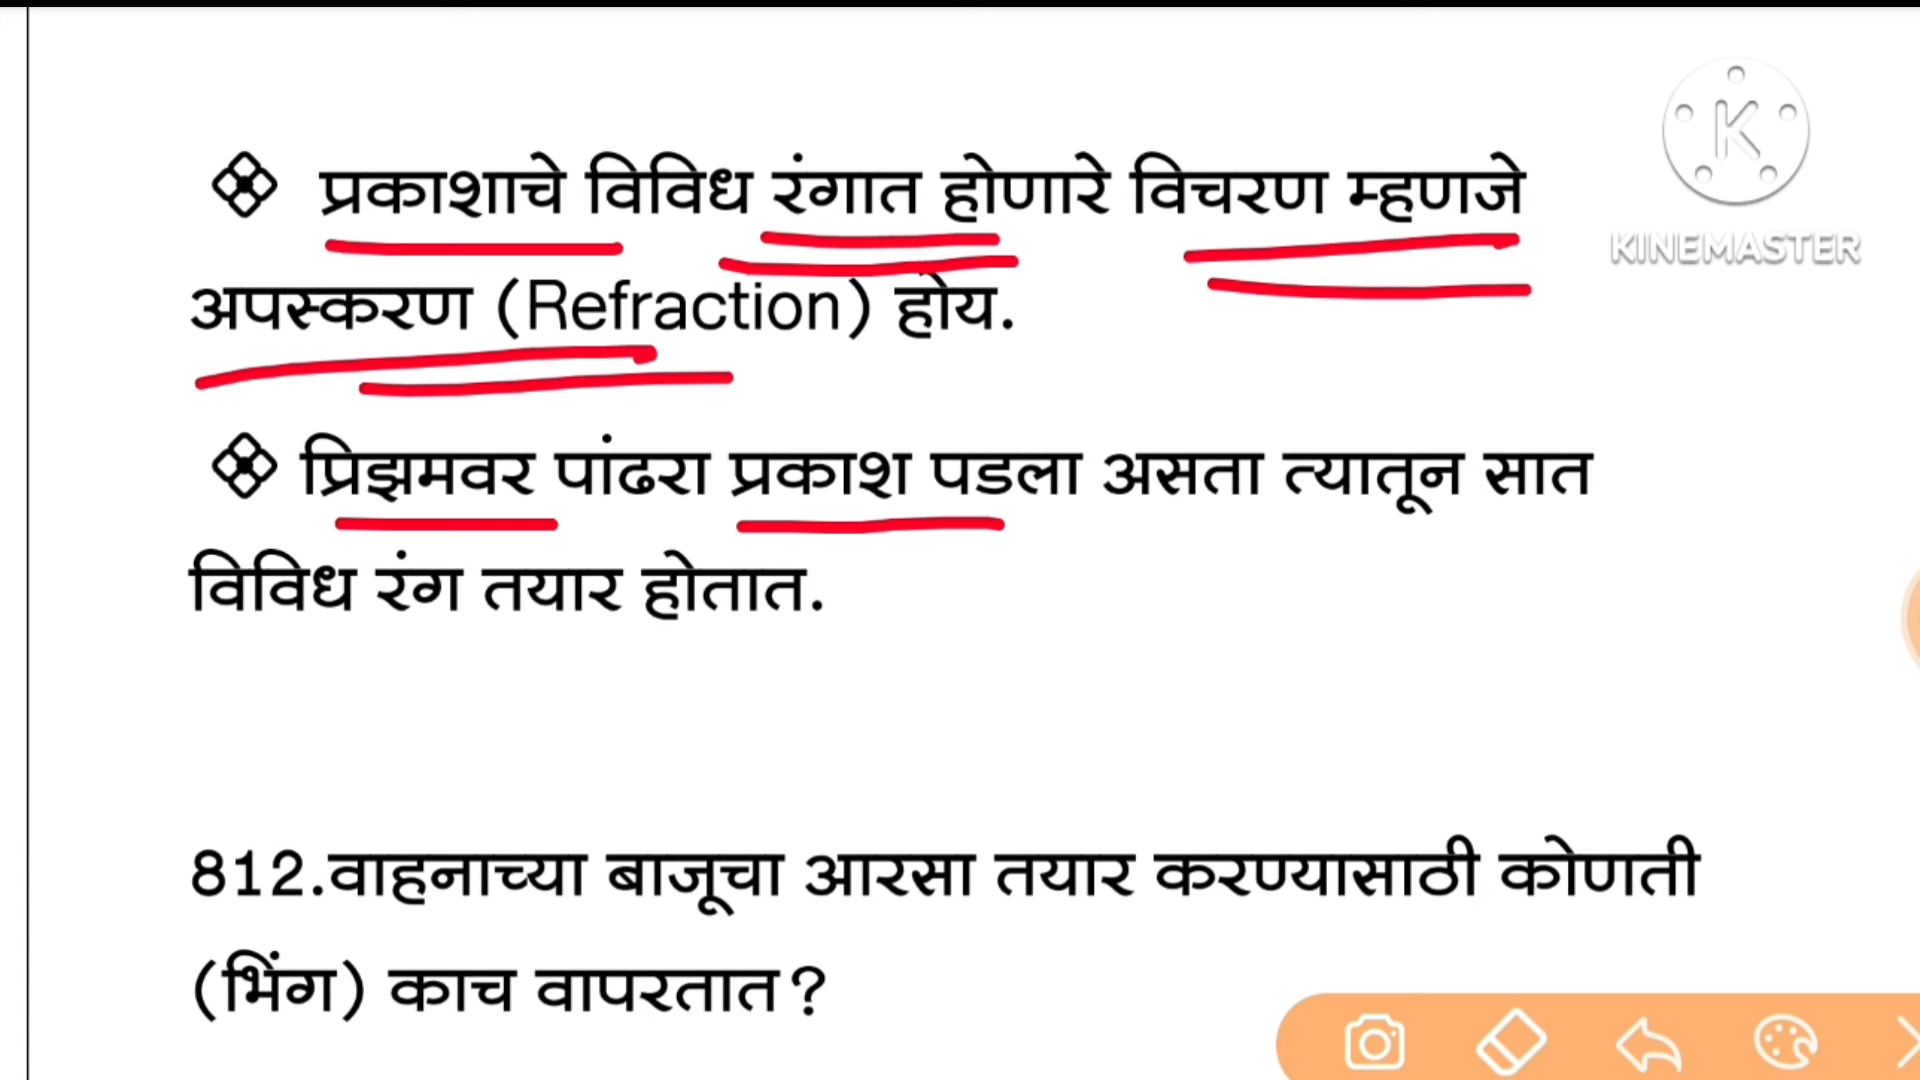 ❖ प्रकाशाचे विविध रंगात होणारे विचरण म्हणजे
अपस्करण (Refraction) होय.
❖ प्रिझमवर पांढरा प्रकाश पडला असता त्यातून सात
विविध रंग तयार होतात.
812.वाहनाच्या बाजूचा आरसा तयार करण्यासाठी कोणती
(भिंग) काच वापरतात?
K
KINEMASTER